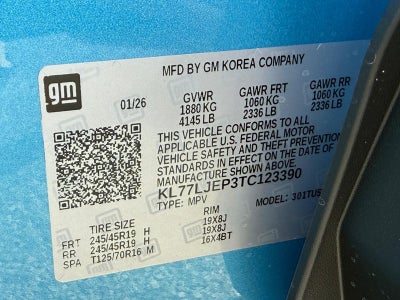 gm
MFD BY GM KOREA COMPANY
01/26 GVWR GAWR FRT GAWR RR
1880 KG 1060 KG 1060 KG
4145 LB 2336 LB 2336 LB
THIS VEHICLE CONFORMS TO ALL
APPLICABLE U.S. FEDERAL MOTOR
VEHICLE SAFETY AND THEFT PREVENTION
STANDARDS IN EFFECT ON THE DATE OF
MANUFACTURE SHOWN ABOVE.
KL77LJEP3TC123390
TYPE: MPV MODEL: 301TU5
TIRE SIZE RIM
FRT 245/45R19 H 19X8J
RR 245/45R19 H 19X8J
SPA T125/70R16 M 16X4BT